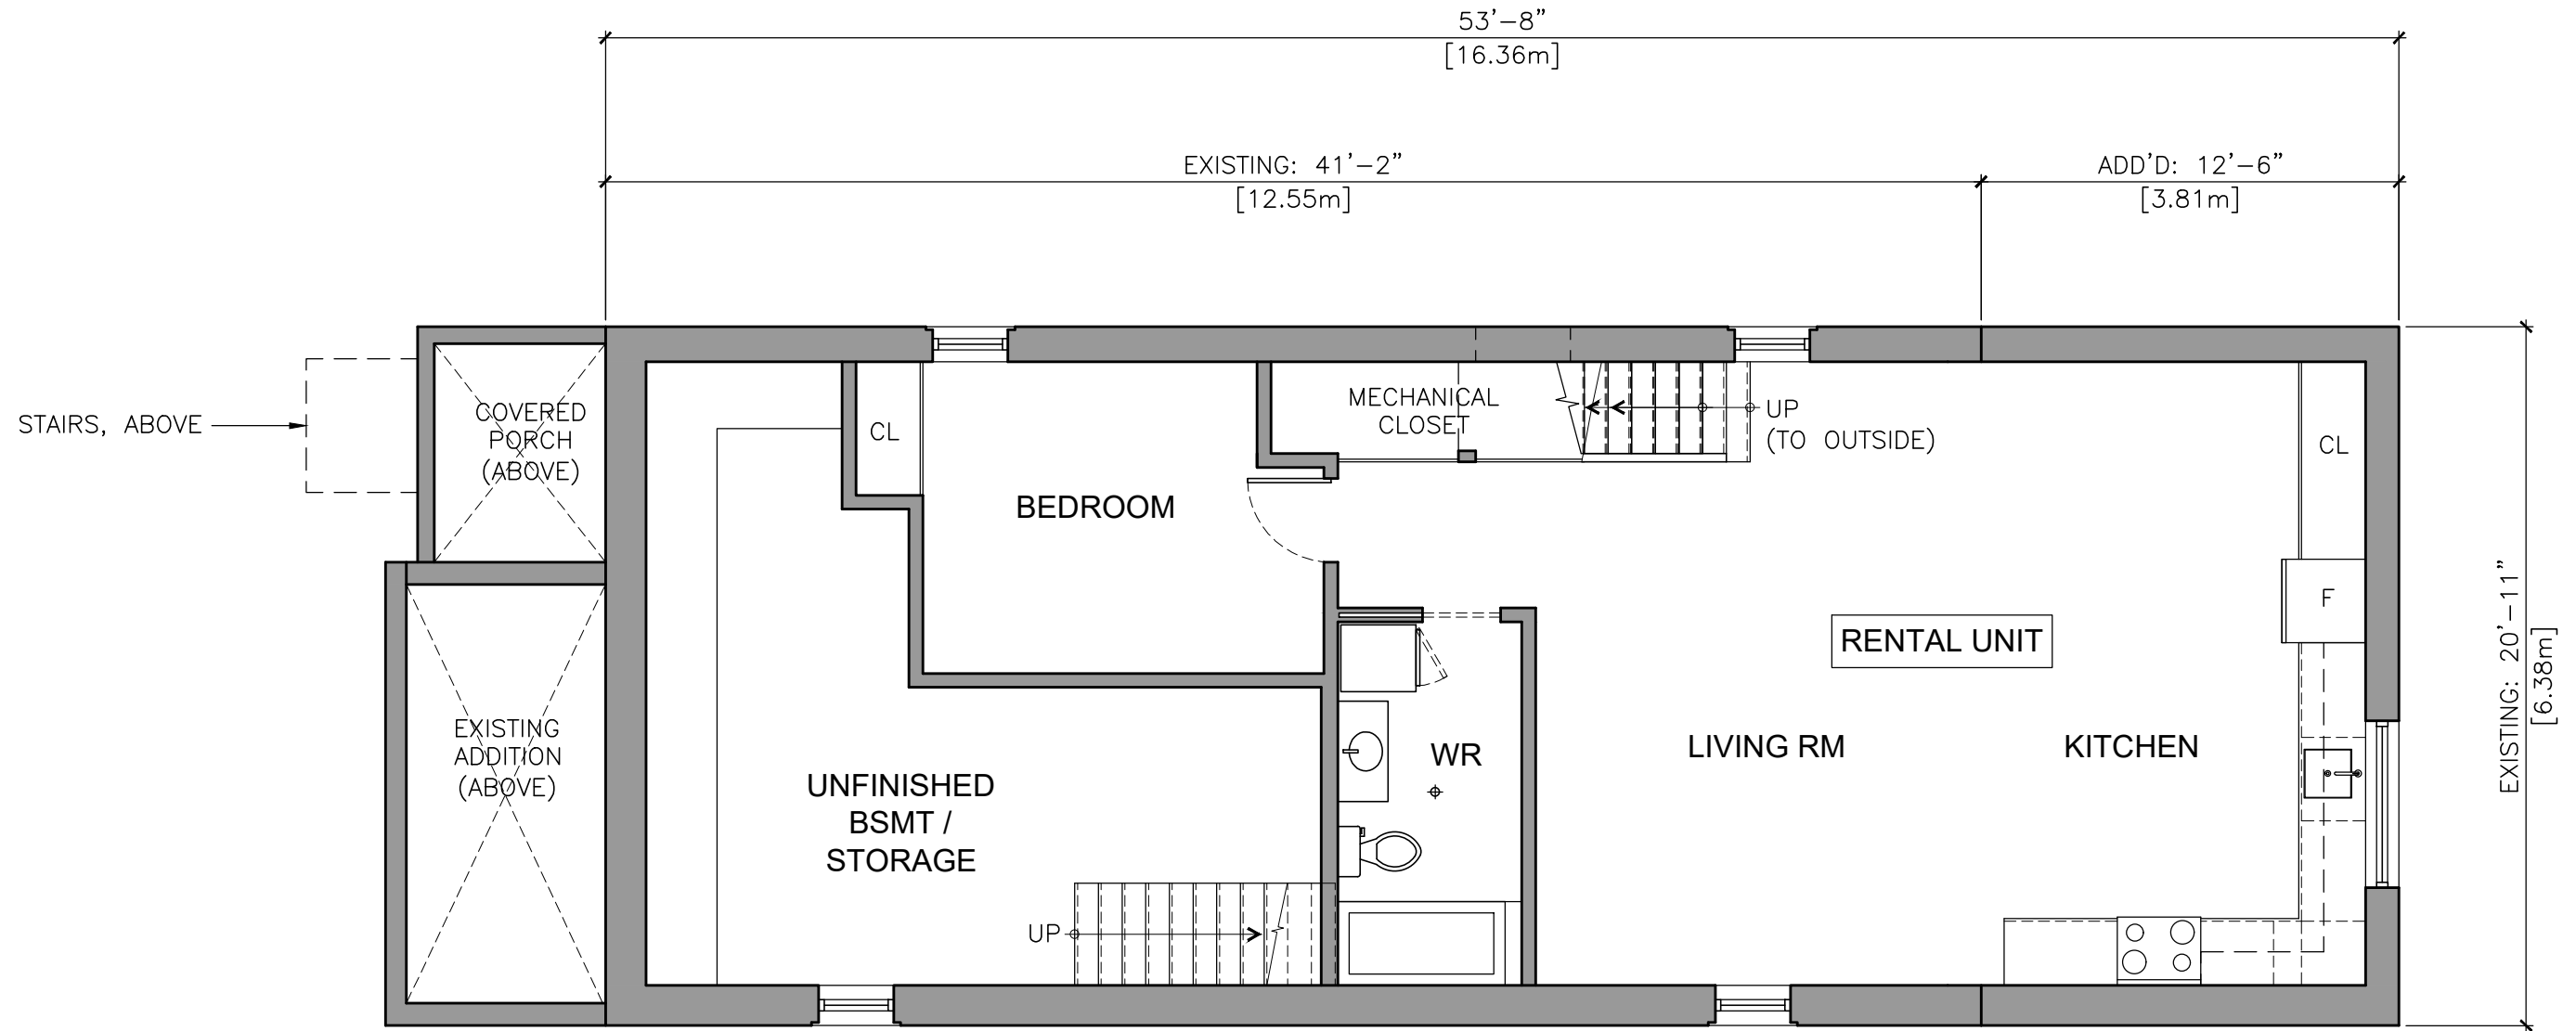 53'-8"
[16.36m]
EXISTING: 41'-2"
[12.55m]
ADD'D: 12'-6"
[3.81m]
STAIRS, ABOVE
COVERED
PORCH
(ABOVE)
CL
MECHANICAL
CLOSET
UP
(TO OUTSIDE)
CL
BEDROOM
F
RENTAL UNIT
EXISTING: 20'-11"
[6.38m]
EXISTING
ADDITION
(ABOVE)
UNFINISHED
BSMT /
STORAGE
WR
LIVING RM
KITCHEN
UP